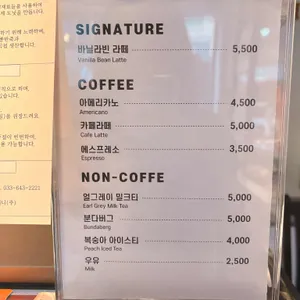 SIGNATURE
바닐라빈 라떼 5,500
Vanilla Bean Latte
COFFEE
아메리카노 4,500
Americano
카페라떼 5,000
Cafe Latte
에스프레소 3,500
Espresso
NON-COFFE
얼그레이 밀크티 5,000
Earl Grey Milk Tea
분다버그 5,000
Bundaberg
복숭아 아이스티 4,000
Peach Iced Tea
우유 2,500
Milk